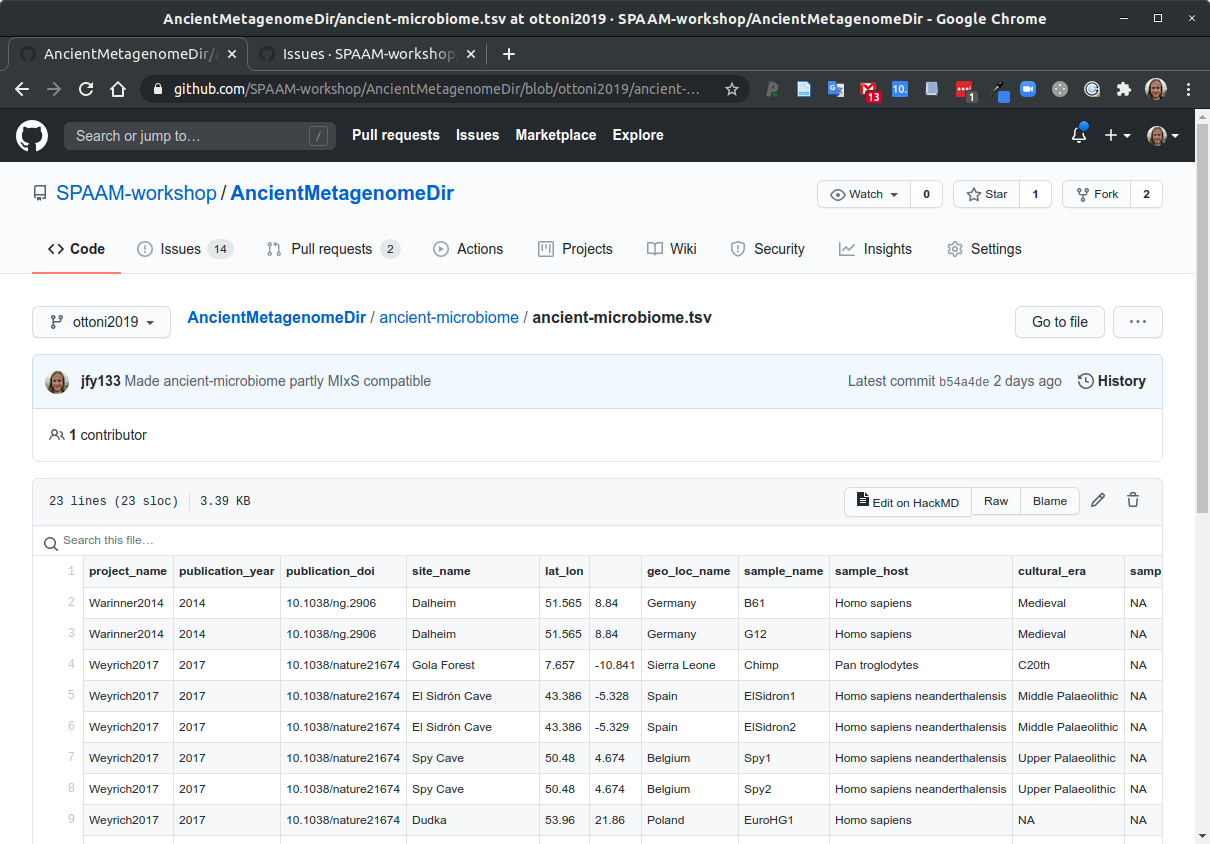 AncientMetagenomeDir/ancient-microbiome.tsv at ottoni2019 · SPAAM-workshop/AncientMetagenomeDir - Google Chrome
AncientMetagenomeDir/a Issues · SPAAM-workshop
github.com/SPAAM-workshop/AncientMetagenomeDir/blob/ottoni2019/ancient-...
13 10. 1
Search or jump to... / Pull requests Issues Marketplace Explore
SPAAM-workshop / AncientMetagenomeDir Watch 0 Star 1 Fork 2
Code Issues 14 Pull requests 2 Actions Projects Wiki Security Insights Settings
ottoni2019 AncientMetagenomeDir / ancient-microbiome / ancient-microbiome.tsv Go to file ...
jfy133 Made ancient-microbiome partly MIxS compatible Latest commit b54a4de 2 days ago History
1 contributor
23 lines (23 sloc) 3.39 KB Edit on HackMD Raw Blame
Search this file...
1 project_name publication_year publication_doi site_name lat_lon geo_loc_name sample_name sample_host cultural_era samp
2 Warinner2014 2014 10.1038/ng.2906 Dalheim 51.565 8.84 Germany B61 Homo sapiens Medieval NA
3 Warinner2014 2014 10.1038/ng.2906 Dalheim 51.565 8.84 Germany G12 Homo sapiens Medieval NA
4 Weyrich2017 2017 10.1038/nature21674 Gola Forest 7.657 -10.841 Sierra Leone Chimp Pan troglodytes C20th NA
5 Weyrich2017 2017 10.1038/nature21674 El Sidrón Cave 43.386 -5.328 Spain ElSidron1 Homo sapiens neanderthalensis Middle Palaeolithic NA
6 Weyrich2017 2017 10.1038/nature21674 El Sidrón Cave 43.386 -5.329 Spain ElSidron2 Homo sapiens neanderthalensis Middle Palaeolithic NA
7 Weyrich2017 2017 10.1038/nature21674 Spy Cave 50.48 4.674 Belgium Spy1 Homo sapiens neanderthalensis Upper Palaeolithic NA
8 Weyrich2017 2017 10.1038/nature21674 Spy Cave 50.48 4.674 Belgium Spy2 Homo sapiens neanderthalensis Upper Palaeolithic NA
9 Weyrich2017 2017 10.1038/nature21674 Dudka 53.96 21.86 Poland EuroHG1 Homo sapiens NA NA